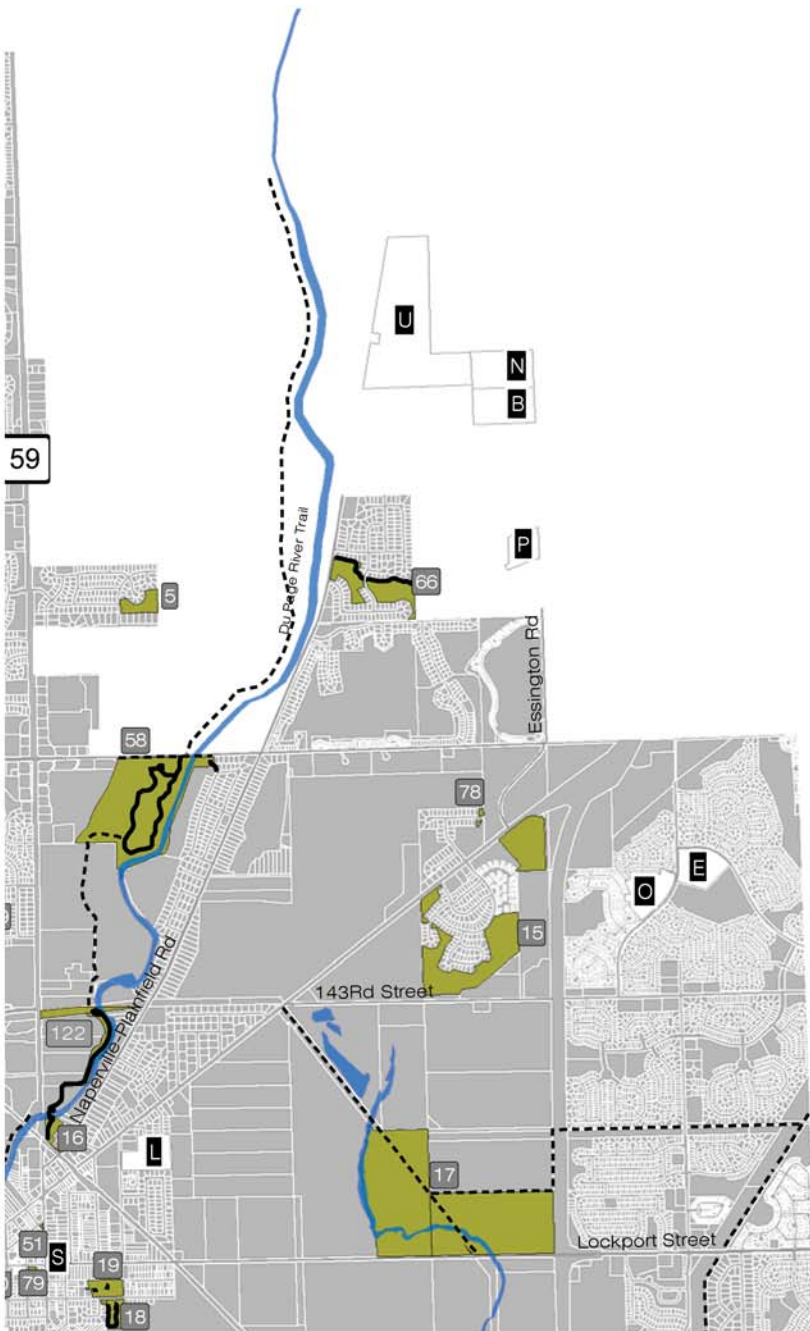 U
N
B
59
P
Du Page River Trail
66
5
Essington Rd
58
78
E
O
15
143Rd Street
Naperville-Plainfield Rd
122
16
L
17
51
S
Lockport Street
19
79
18